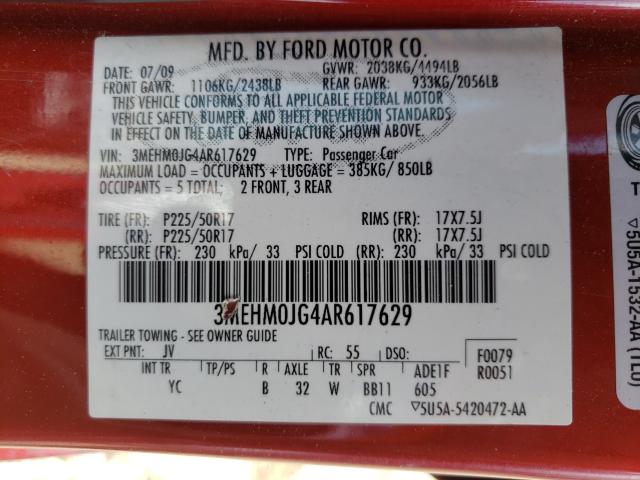 MFD. BY FORD MOTOR CO.
DATE: 07/09 GVWR: 2038KG/4494LB
FRONT GAWR: 1106KG/2438LB REAR GAWR: 933KG/2056LB
THIS VEHICLE CONFORMS TO ALL APPLICABLE FEDERAL MOTOR
VEHICLE SAFETY, BUMPER, AND THEFT PREVENTION STANDARDS
IN EFFECT ON THE DATE OF MANUFACTURE SHOWN ABOVE.
VIN: 3MEHM0JG4AR617629 TYPE: Passenger Car
MAXIMUM LOAD = OCCUPANTS + LUGGAGE = 385KG/ 850LB
OCCUPANTS = 5 TOTAL: 2 FRONT, 3 REAR
TIRE (FR): P225/50R17 RIMS (FR): 17X7.5J
(RR): P225/50R17 (RR): 17X7.5J
PRESSURE (FR): 230 kPa/ 33 PSI COLD (RR): 230 kPa/ 33 PSI COLD
3MEHM0JG4AR617629
TRAILER TOWING - SEE OWNER GUIDE
EXT PNT: JV RC: 55 DSO: F0079
INT TR TP/PS R AXLE TR SPR ADE1F R0051
YC B 32 W BB11 605
CMC ▽5U5A-5420472-AA
▽5U5A-1532-AA (TLO)